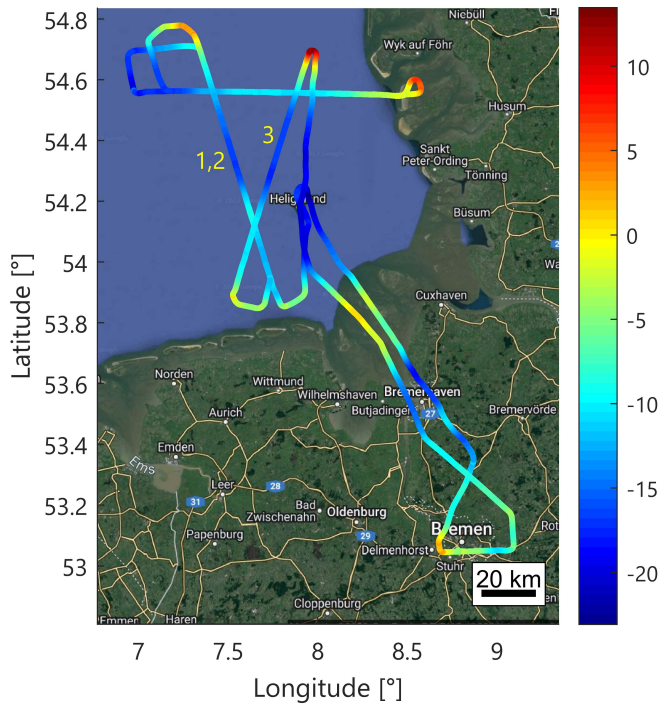 54.8
54.6
54.4
54.2
54
53.8
53.6
53.4
53.2
53
Latitude [°]
7
7.5
8
8.5
9
Longitude [°]
10
5
0
-5
-10
-15
-20
Niebüll
Wyk auf Föhr
Husum
Sankt
Peter-Ording
Tönning
Büsum
1,2
3
Cuxhaven
Norden
Wittmund
Wilhelmshaven
Butjadingen
27
Bremervörde
Aurich
Emden
Ems
Leer
28
31
Bad
Zwischenahn
Oldenburg
29
Papenburg
Bremen
Delmenhorst
Stuhr
Rot
20 km
Cloppenburg
Emmen
Haren
en